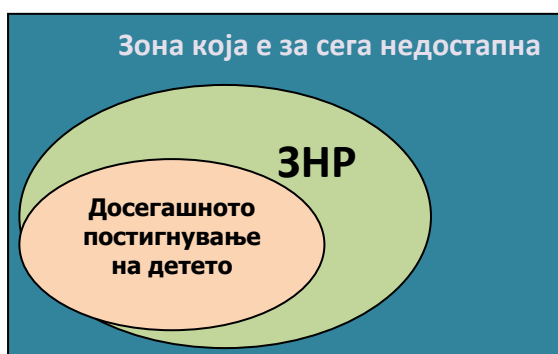 Зона која е за сега недостапна
ЗНР
Досегашното
постигнување
на детето